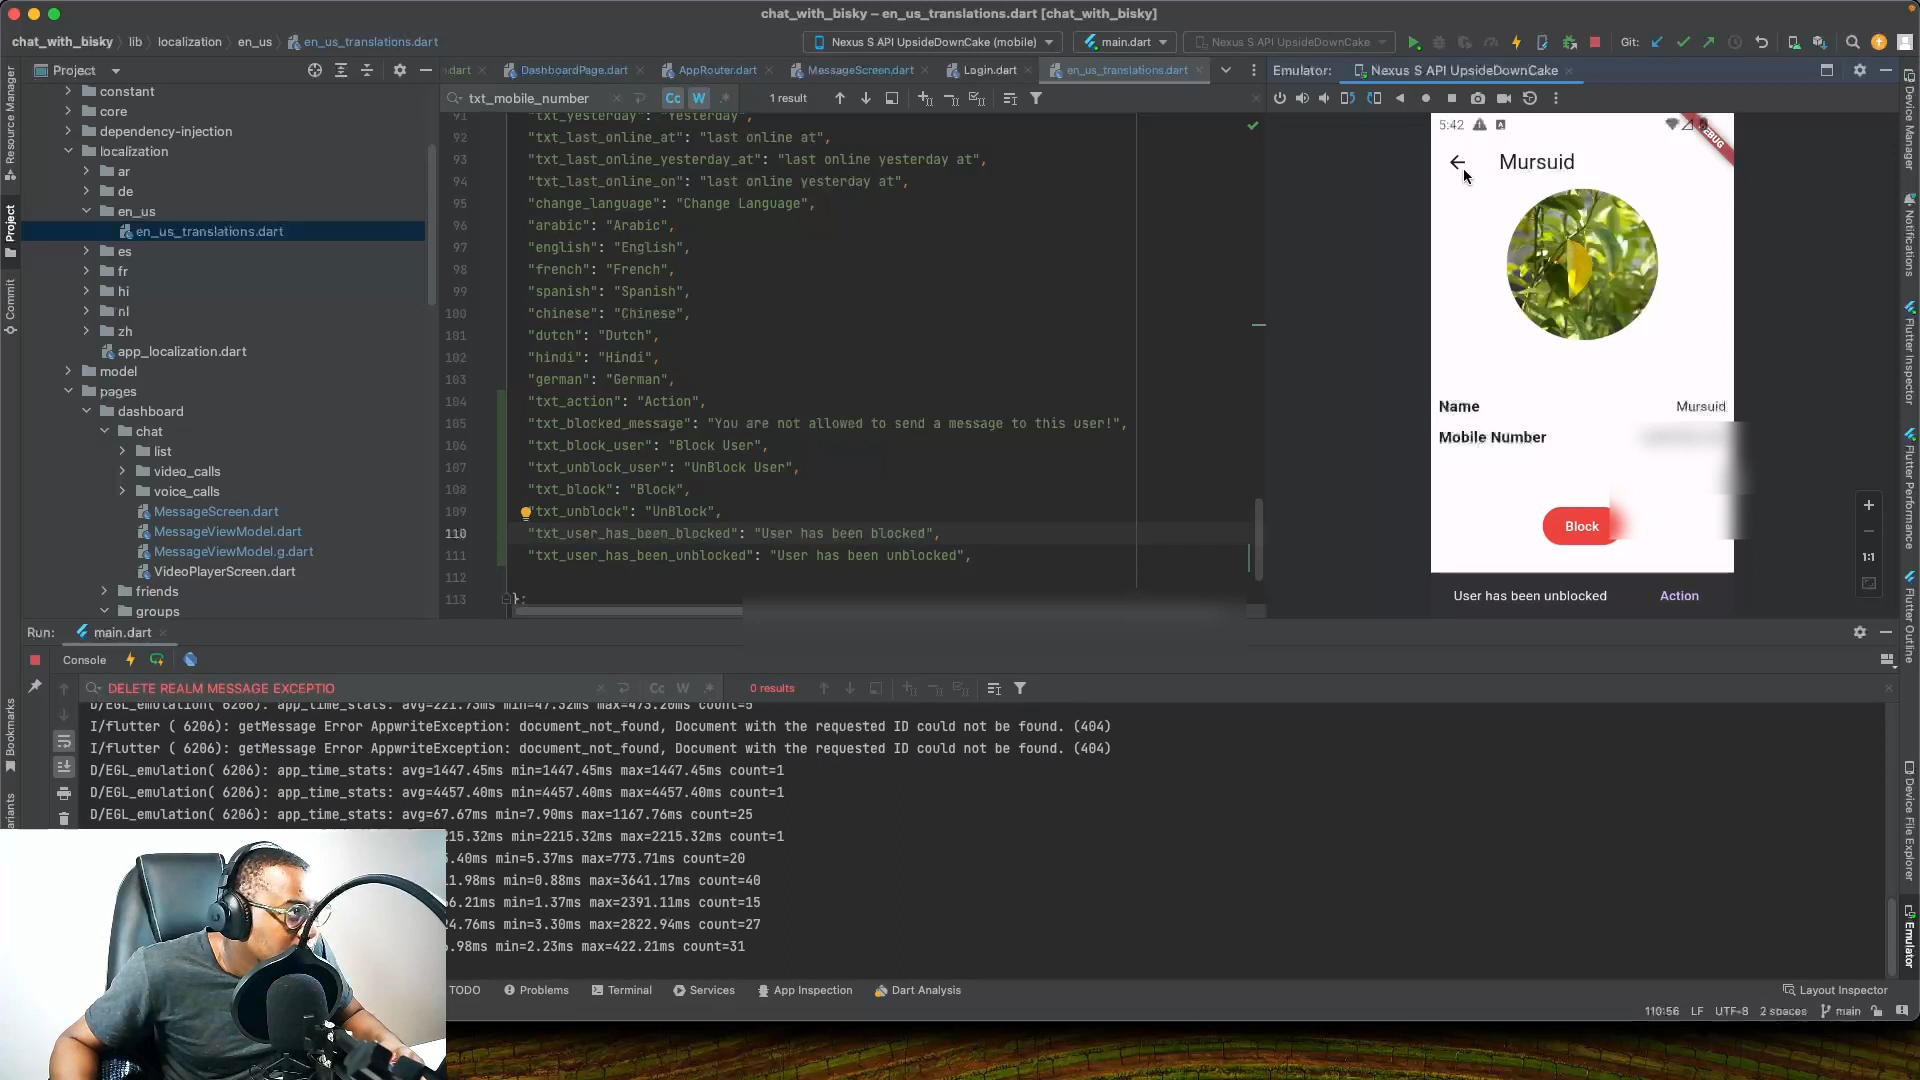 chat_with_bisky – en_us_translations.dart [chat_with_bisky]
chat_with_bisky
lib
localization
en_us
en_us_translations.dart
Nexus S API UpsideDownCake (mobile)
main.dart
Nexus S API UpsideDownCake
Git:
Project
.dart
DashboardPage.dart
AppRouter.dart
MessageScreen.dart
Login.dart
en_us_translations.dart
Emulator:
Nexus S API UpsideDownCake
txt_mobile_number
Cc
W
1 result
constant
core
dependency-injection
localization
ar
de
en_us
en_us_translations.dart
es
fr
hi
nl
zh
app_localization.dart
model
pages
dashboard
chat
list
video_calls
voice_calls
MessageScreen.dart
MessageViewModel.dart
MessageViewModel.g.dart
VideoPlayerScreen.dart
friends
groups
91 "txt_yesterday": "Yesterday",
92 "txt_last_online_at": "last online at",
93 "txt_last_online_yesterday_at": "last online yesterday at",
94 "txt_last_online_on": "last online yesterday at",
95 "change_language": "Change Language",
96 "arabic": "Arabic",
97 "english": "English",
98 "french": "French",
99 "spanish": "Spanish",
100 "chinese": "Chinese",
101 "dutch": "Dutch",
102 "hindi": "Hindi",
103 "german": "German",
104 "txt_action": "Action",
105 "txt_blocked_message": "You are not allowed to send a message to this user!",
106 "txt_block_user": "Block User",
107 "txt_unblock_user": "UnBlock User",
108 "txt_block": "Block",
109 "txt_unblock": "UnBlock",
110 "txt_user_has_been_blocked": "User has been blocked",
111 "txt_user_has_been_unblocked": "User has been unblocked",
112
113 };
5:42
Mursuid
Name
Mursuid
Mobile Number
Block
User has been unblocked
Action
1:1
Resource Manager
Project
Commit
Bookmarks
Device Manager
Notifications
Flutter Inspector
Flutter Performance
Flutter Outline
Device File Explorer
Emulator
Run:
main.dart
Console
DELETE REALM MESSAGE EXCEPTIO
Cc
W
0 results
D/EGL_emulation( 6206): app_time_stats: avg=221.73ms min=47.32ms max=473.20ms count=5
I/flutter ( 6206): getMessage Error AppwriteException: document_not_found, Document with the requested ID could not be found. (404)
I/flutter ( 6206): getMessage Error AppwriteException: document_not_found, Document with the requested ID could not be found. (404)
D/EGL_emulation( 6206): app_time_stats: avg=1447.45ms min=1447.45ms max=1447.45ms count=1
D/EGL_emulation( 6206): app_time_stats: avg=4457.40ms min=4457.40ms max=4457.40ms count=1
D/EGL_emulation( 6206): app_time_stats: avg=67.67ms min=7.90ms max=1167.76ms count=25
215.32ms min=2215.32ms max=2215.32ms count=1
.40ms min=5.37ms max=773.71ms count=20
11.98ms min=0.88ms max=3641.17ms count=40
6.21ms min=1.37ms max=2391.11ms count=15
4.76ms min=3.30ms max=2822.94ms count=27
.98ms min=2.23ms max=422.21ms count=31
TODO
Problems
Terminal
Services
App Inspection
Dart Analysis
Layout Inspector
110:56
LF
UTF-8
2 spaces
main